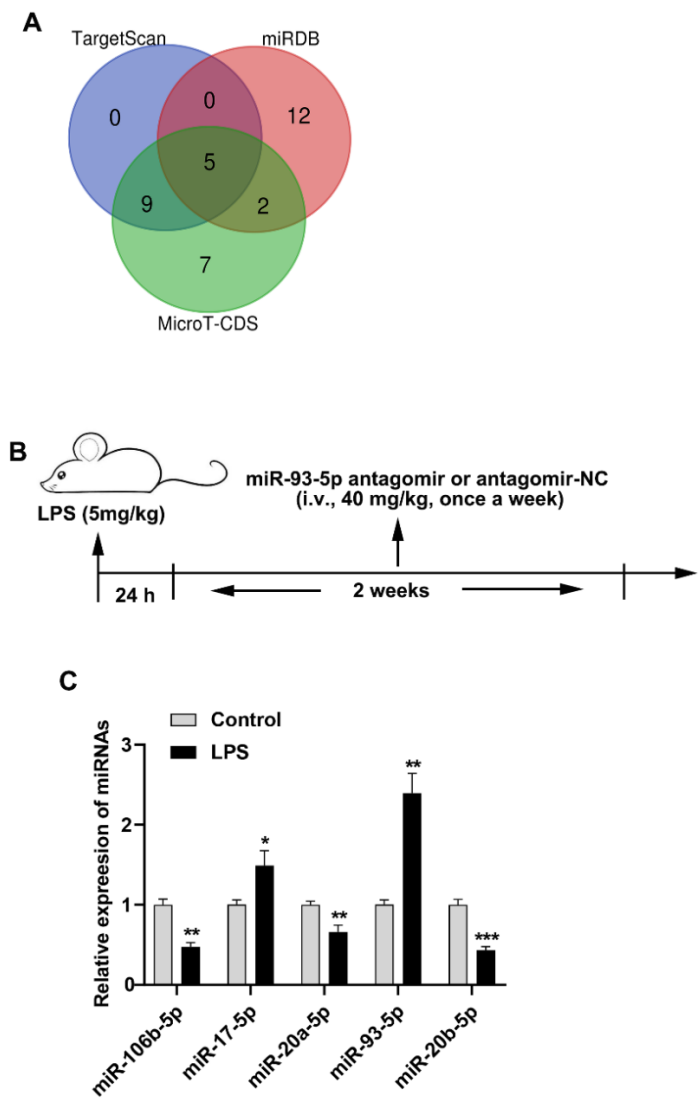 A
TargetScan
miRDB
0
0
12
5
9
2
7
MicroT-CDS
B
miR-93-5p antagomir or antagomir-NC
(i.v., 40 mg/kg, once a week)
LPS (5mg/kg)
24 h
2 weeks
C
Control
LPS
Relative expreesion of miRNAs
3
2
1
0
**
*
**
**
***
miR-106b-5p
miR-17-5p
miR-20a-5p
miR-93-5p
miR-20b-5p